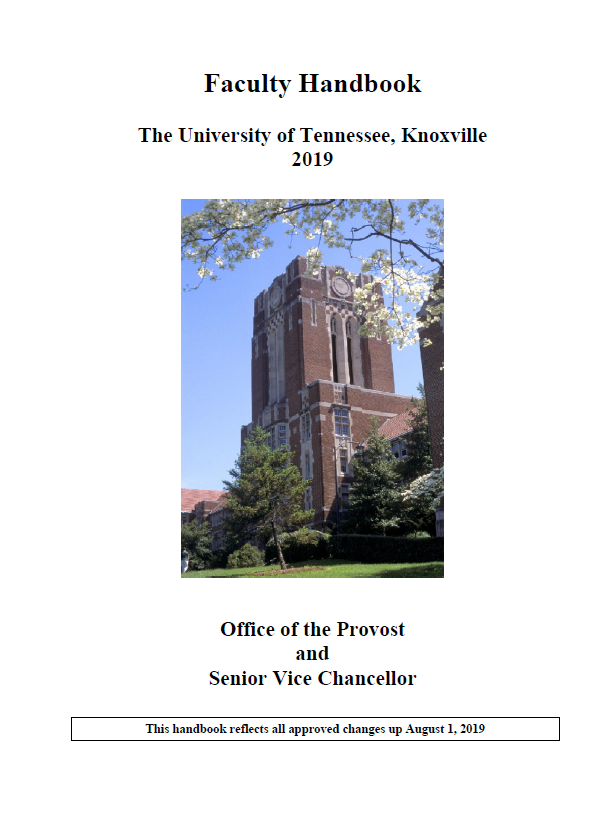 Faculty Handbook
The University of Tennessee, Knoxville
2019
Office of the Provost
and
Senior Vice Chancellor
This handbook reflects all approved changes up August 1, 2019